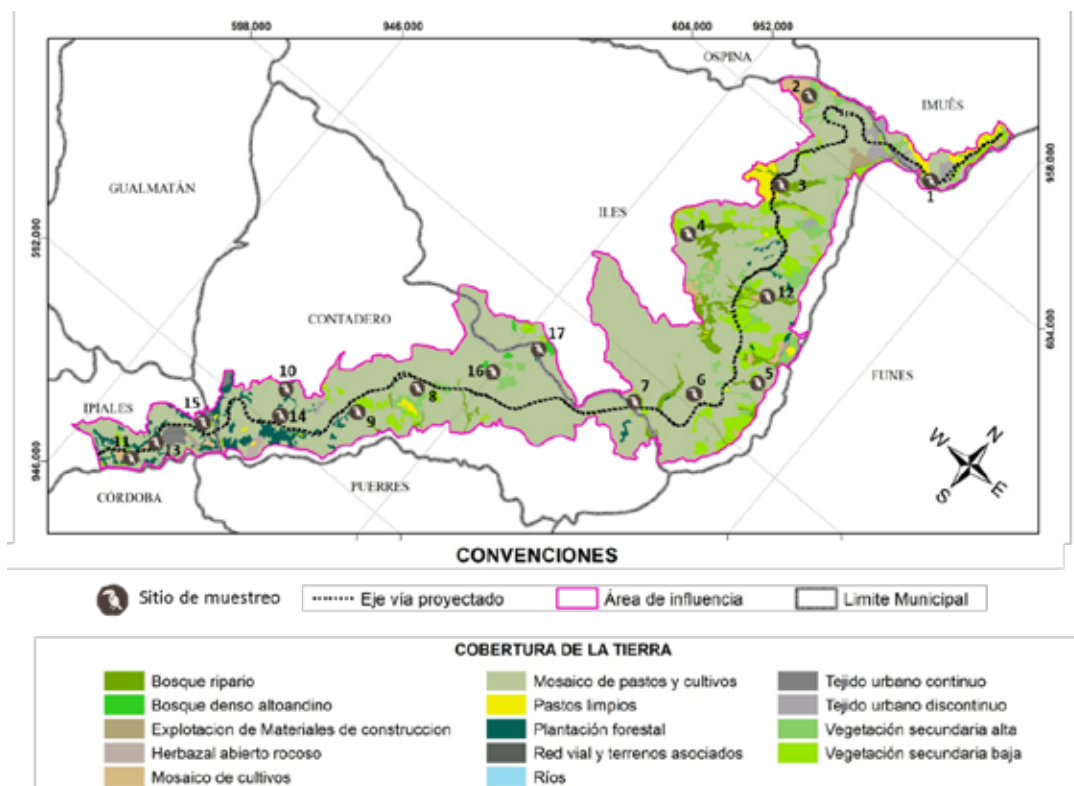 598.000
946.000
604.000
952.000
OSPINA
IMUÉS
2
958.000
GUALMATÁN
3
1
ILES
4
552.000
12
604.000
CONTADERO
17
FUNES
16
5
10
7
6
8
IPIALES
15
14
9
11
13
946.000
CÓRDOBA
PUERRES
W
N
S
E
CONVENCIONES
Sitio de muestreo
Eje vía proyectado
Área de influencia
Limite Municipal
COBERTURA DE LA TIERRA
Bosque ripario
Bosque denso altoandino
Explotacion de Materiales de construccion
Herbazal abierto rocoso
Mosaico de cultivos
Mosaico de pastos y cultivos
Pastos limpios
Plantación forestal
Red vial y terrenos asociados
Ríos
Tejido urbano continuo
Tejido urbano discontinuo
Vegetación secundaria alta
Vegetación secundaria baja